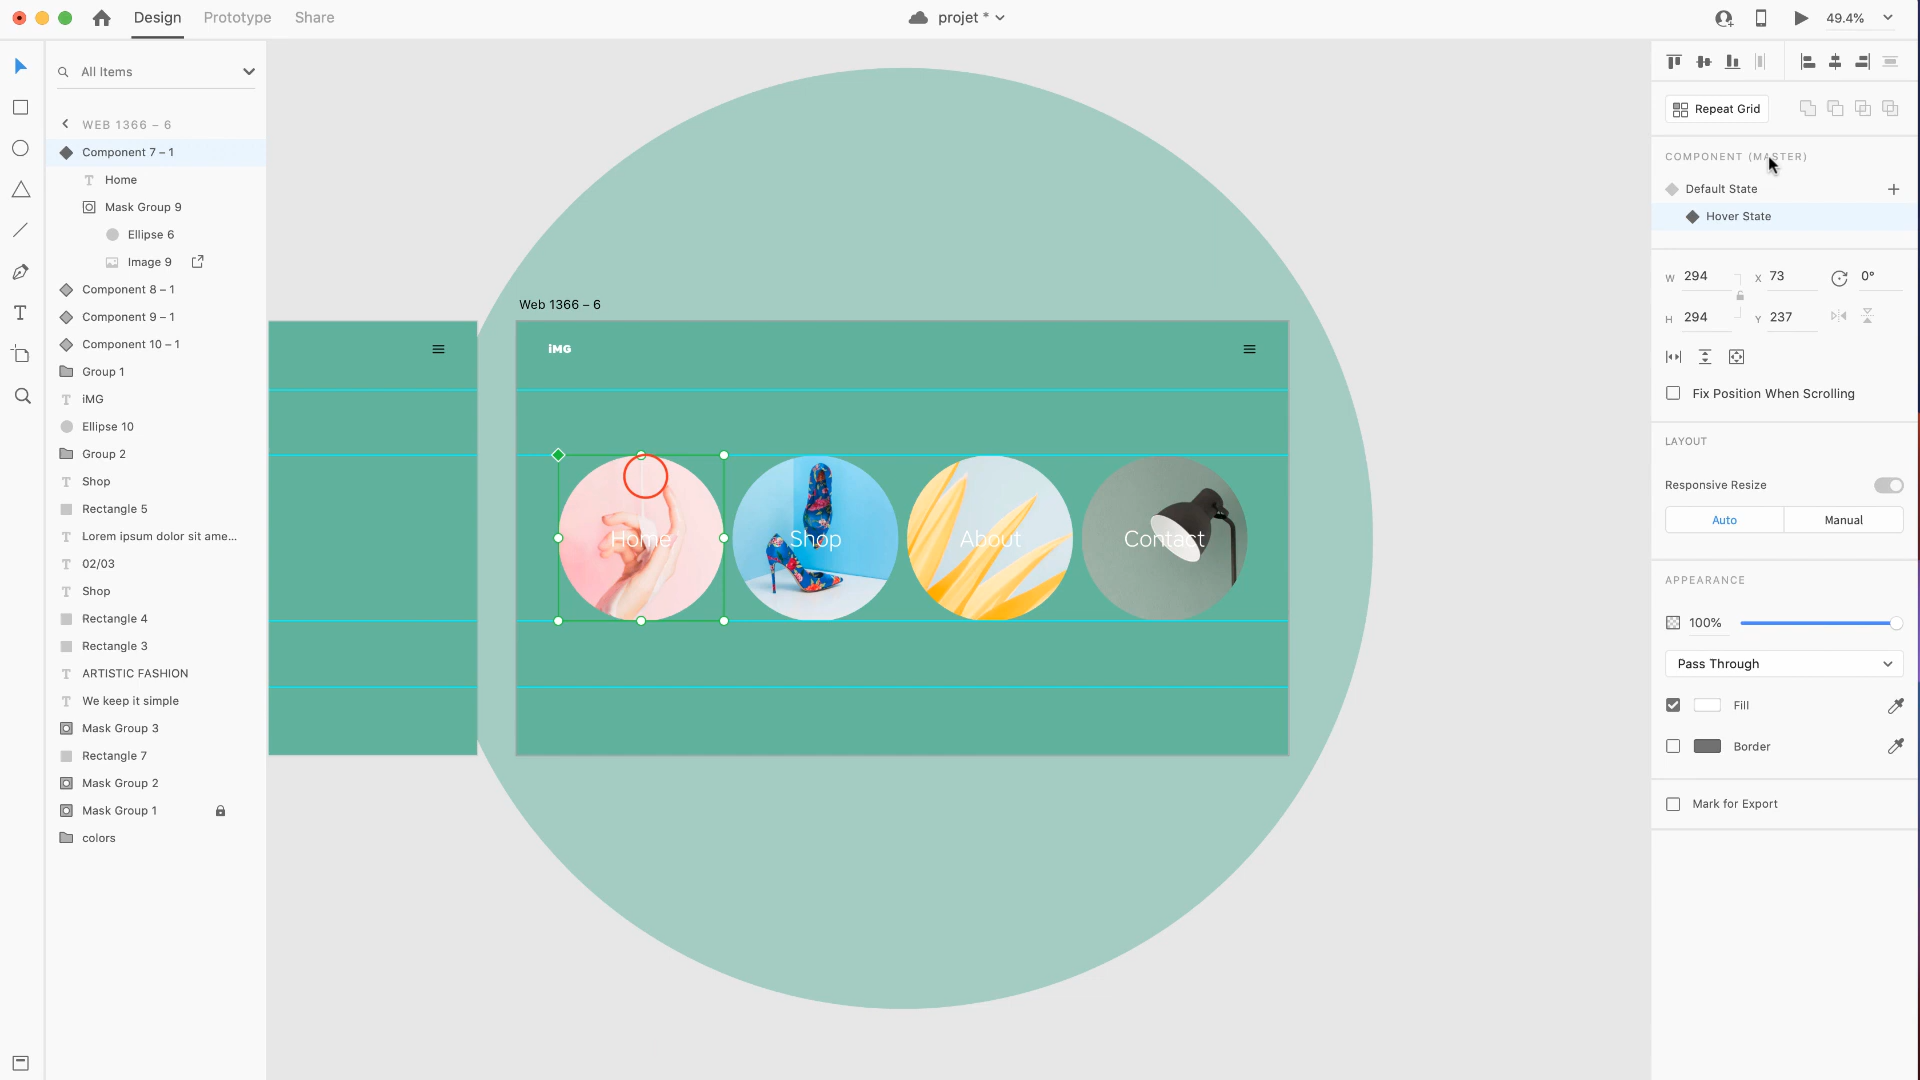 Design
Prototype
Share
projet *
49.4%
All Items
WEB 1366 – 6
Component 7 – 1
Home
Mask Group 9
Ellipse 6
Image 9
Component 8 – 1
Component 9 – 1
Component 10 – 1
Group 1
iMG
Ellipse 10
Group 2
Shop
Rectangle 5
Lorem ipsum dolor sit ame...
02/03
Shop
Rectangle 4
Rectangle 3
ARTISTIC FASHION
We keep it simple
Mask Group 3
Rectangle 7
Mask Group 2
Mask Group 1
colors
Web 1366 – 6
iMG
Home
Shop
About
Contact
Repeat Grid
COMPONENT (MASTER)
Default State
Hover State
W 294 X 73 0°
H 294 Y 237
Fix Position When Scrolling
LAYOUT
Responsive Resize
Auto Manual
APPEARANCE
100%
Pass Through
Fill
Border
Mark for Export